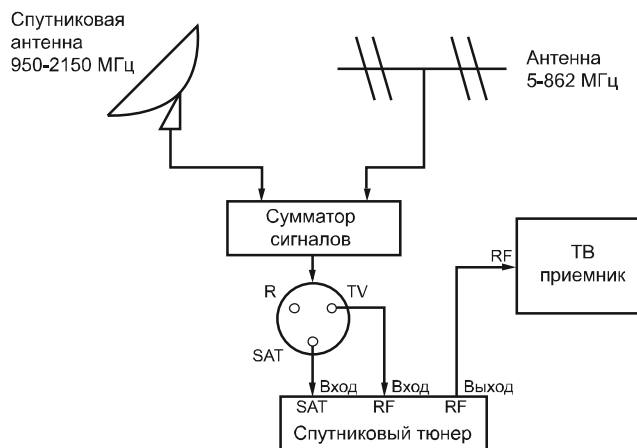 Спутниковая
антенна
950-2150 МГц
Антенна
5-862 МГц
Сумматор
сигналов
RF
ТВ
приемник
R
TV
SAT
Вход
Вход
Выход
SAT
RF
RF
Спутниковый тюнер